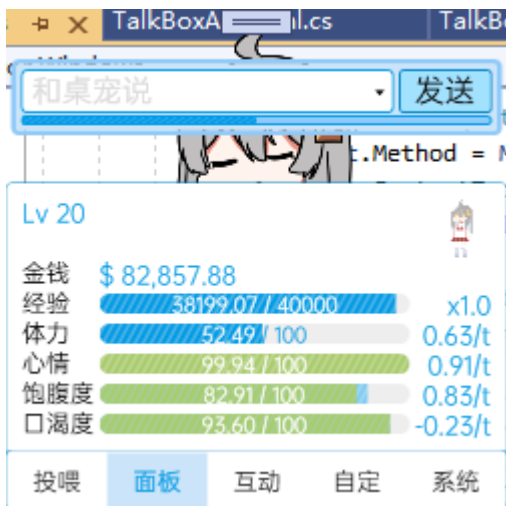 TalkBoxA
l.cs
TalkB
和桌宠说
发送
t.Method = 
Lv 20
金钱 $ 82,857.88
经验 38199.07 / 40000 x1.0
体力 52.49 / 100 0.63/t
心情 99.94 / 100 0.91/t
饱腹度 82.91 / 100 0.83/t
口渴度 93.60 / 100 -0.23/t
投喂 面板 互动 自定 系统